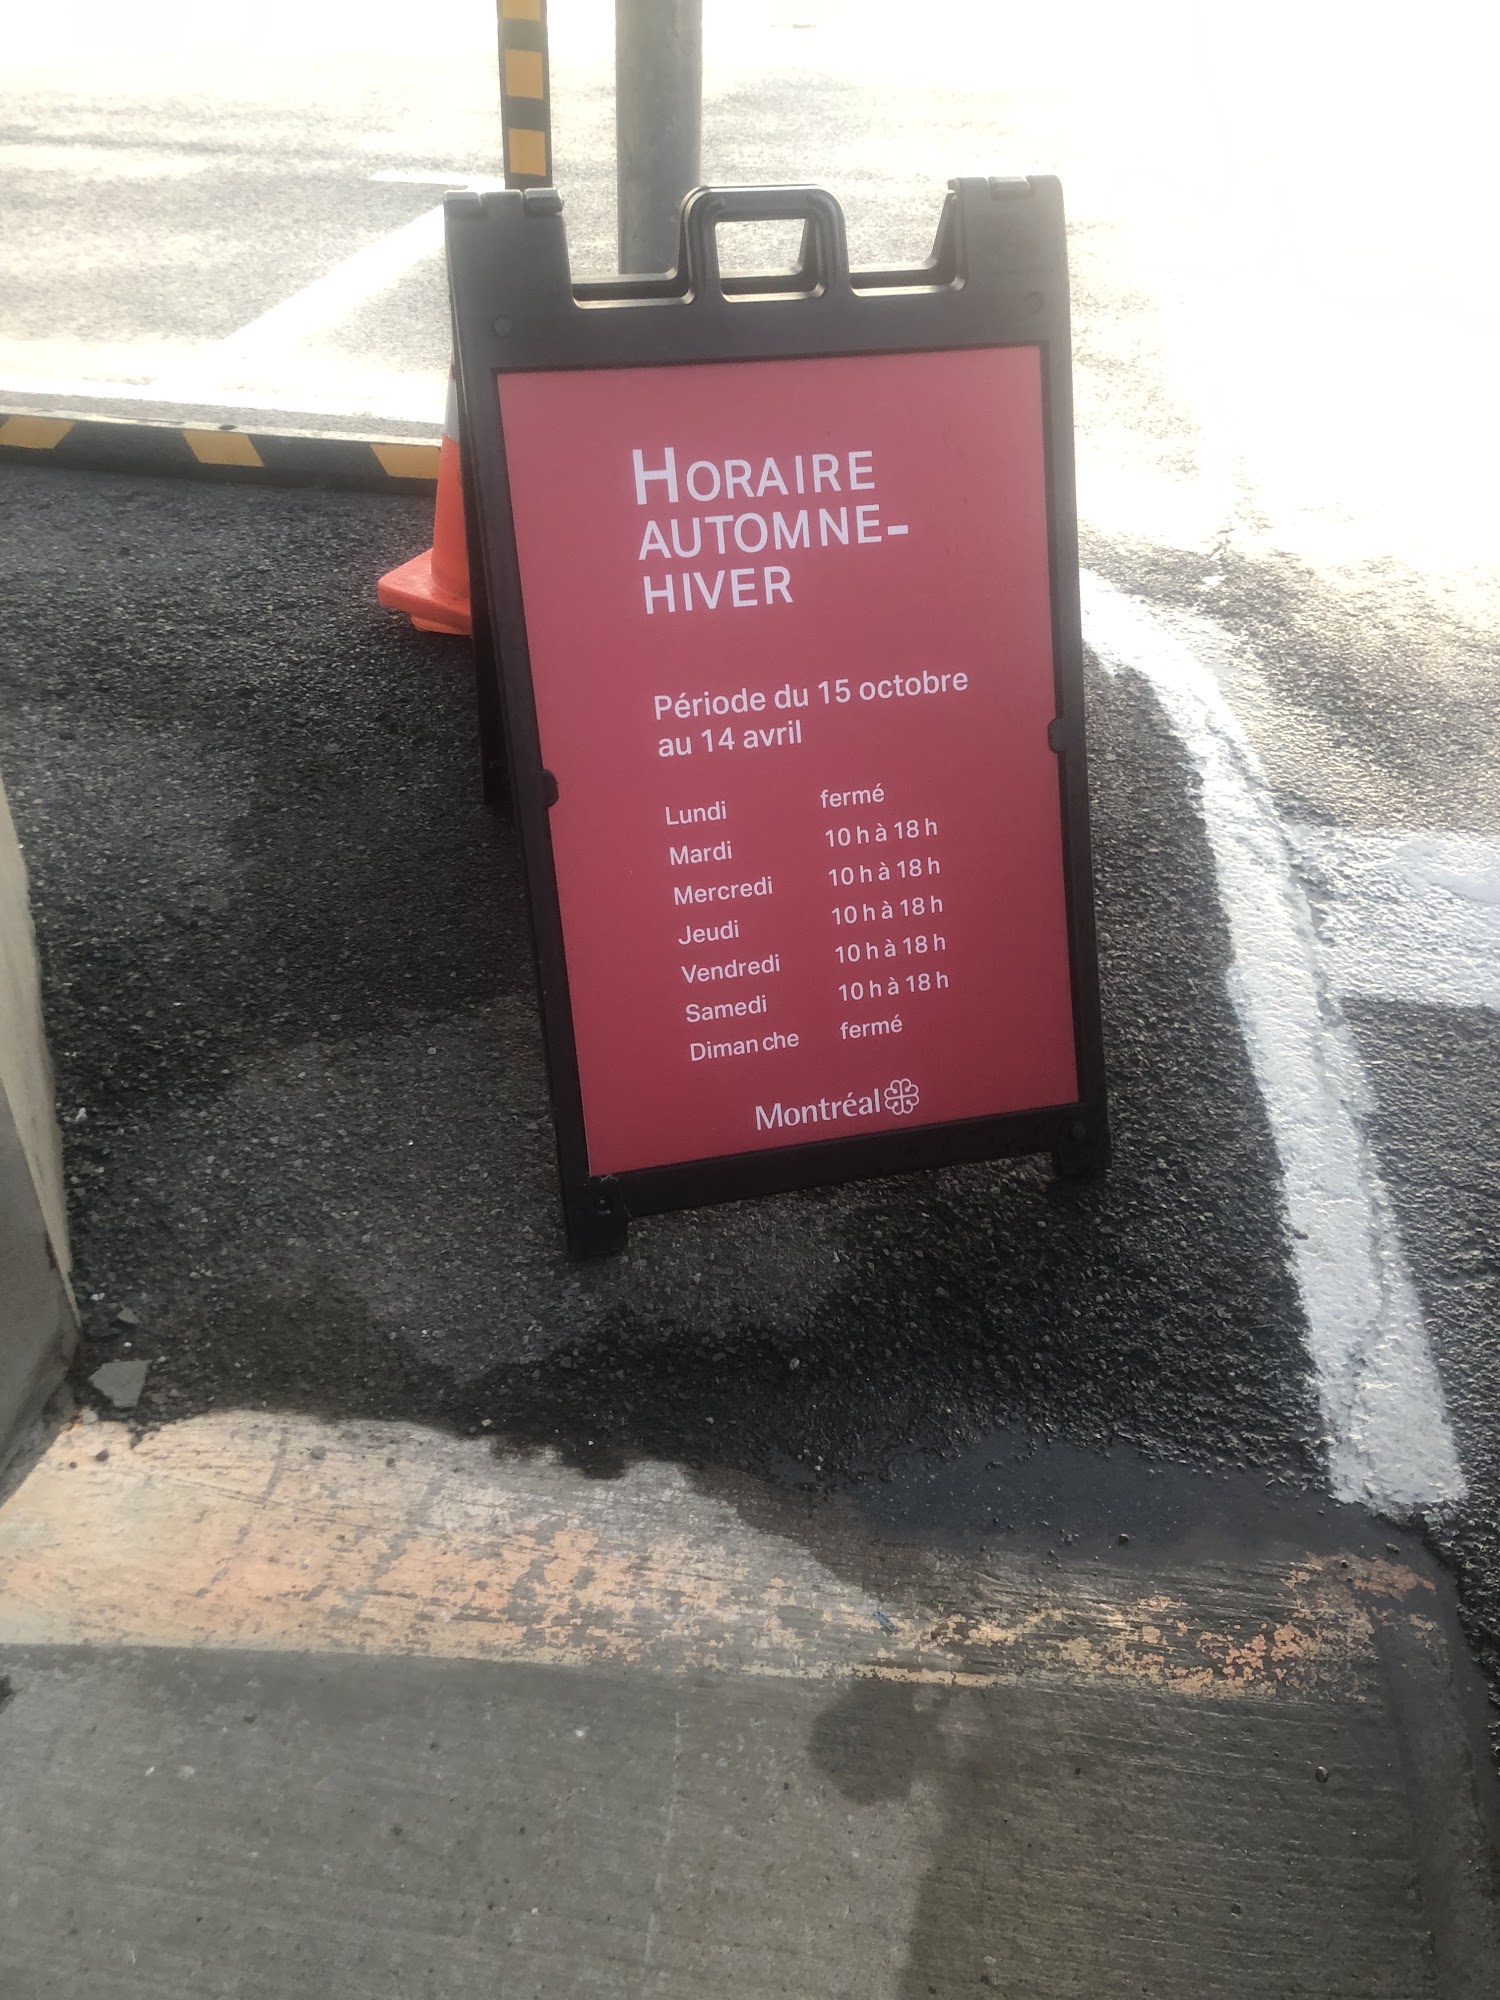 HORAIRE
AUTOMNE-
HIVER
Période du 15 octobre
au 14 avril
Lundi fermé
Mardi 10 h à 18 h
Mercredi 10 h à 18 h
Jeudi 10 h à 18 h
Vendredi 10 h à 18 h
Samedi 10 h à 18 h
Dimanche fermé
Montréal